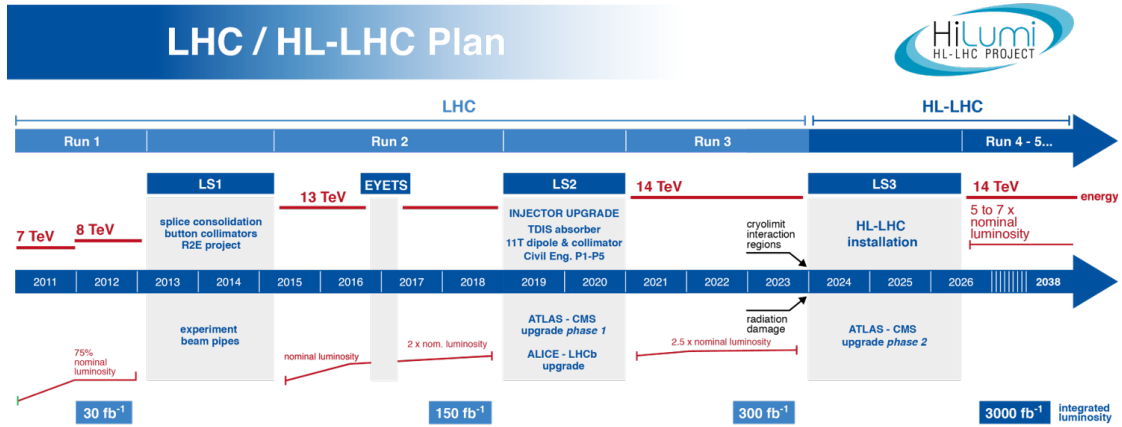 LHC / HL-LHC Plan
HiLumi
HL-LHC PROJECT
LHC
HL-LHC
Run 1
Run 2
Run 3
Run 4 - 5...
LS1
EYETS
LS2
LS3
7 TeV
8 TeV
splice consolidation
button collimators
R2E project
13 TeV
INJECTOR UPGRADE
TDIS absorber
11T dipole & collimator
Civil Eng. P1-P5
14 TeV
cryolimit
interaction
regions
HL-LHC
installation
14 TeV
energy
5 to 7 x
nominal
luminosity
2011 2012 2013 2014 2015 2016 2017 2018 2019 2020 2021 2022 2023 2024 2025 2026 2038
75%
nominal
luminosity
experiment
beam pipes
nominal luminosity
2 x nom. luminosity
ATLAS - CMS
upgrade phase 1
ALICE - LHCb
upgrade
2.5 x nominal luminosity
radiation
damage
ATLAS - CMS
upgrade phase 2
30 fb⁻¹
150 fb⁻¹
300 fb⁻¹
3000 fb⁻¹
integrated
luminosity